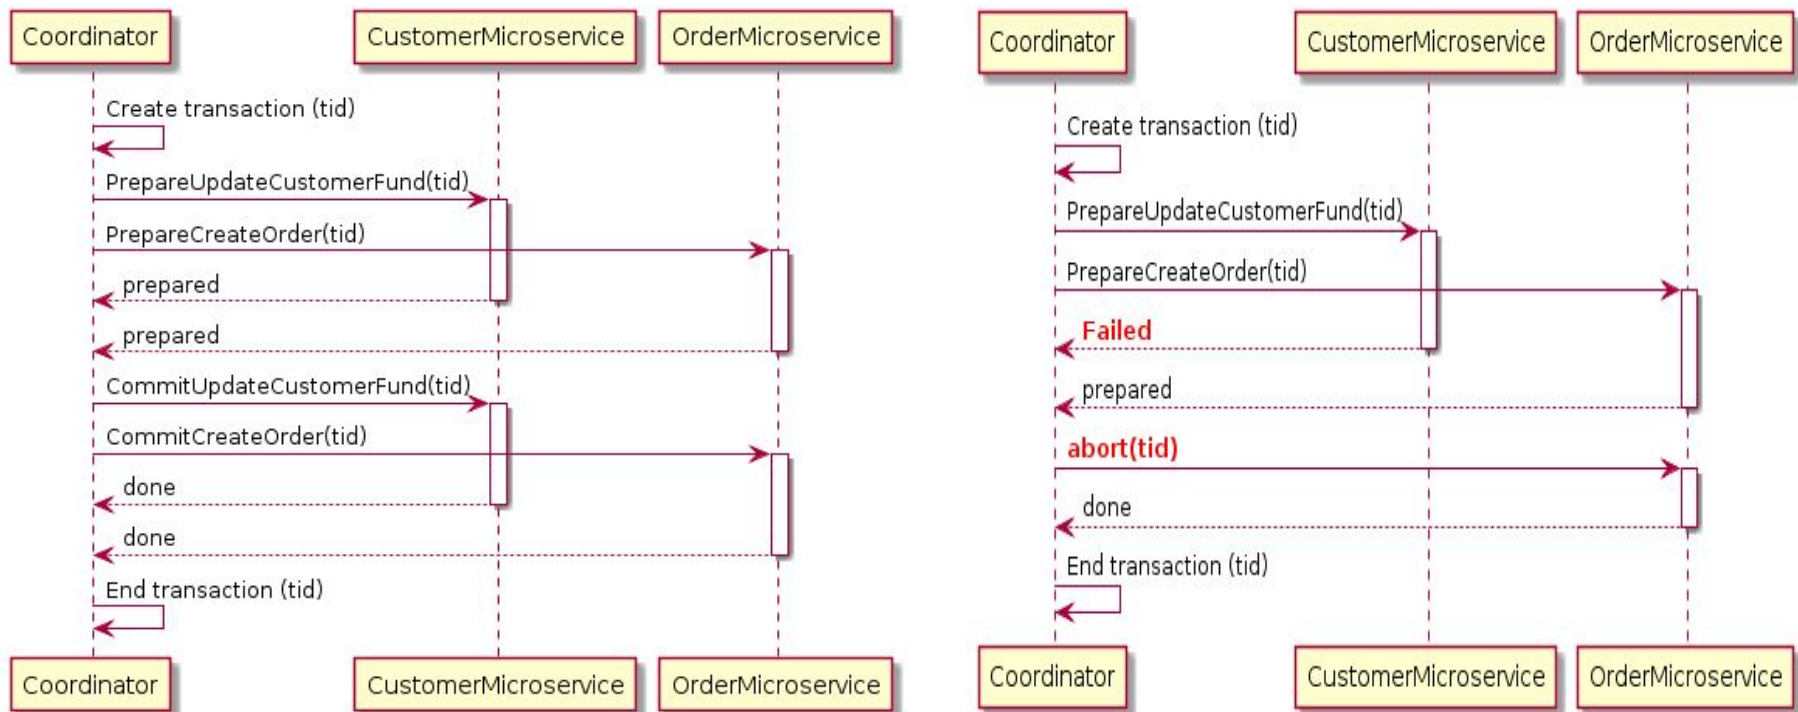 Coordinator
CustomerMicroservice
OrderMicroservice
Create transaction (tid)
PrepareUpdateCustomerFund(tid)
PrepareCreateOrder(tid)
prepared
prepared
CommitUpdateCustomerFund(tid)
CommitCreateOrder(tid)
done
done
End transaction (tid)
Coordinator
CustomerMicroservice
OrderMicroservice
Coordinator
CustomerMicroservice
OrderMicroservice
Create transaction (tid)
PrepareUpdateCustomerFund(tid)
PrepareCreateOrder(tid)
Failed
prepared
abort(tid)
done
End transaction (tid)
Coordinator
CustomerMicroservice
OrderMicroservice